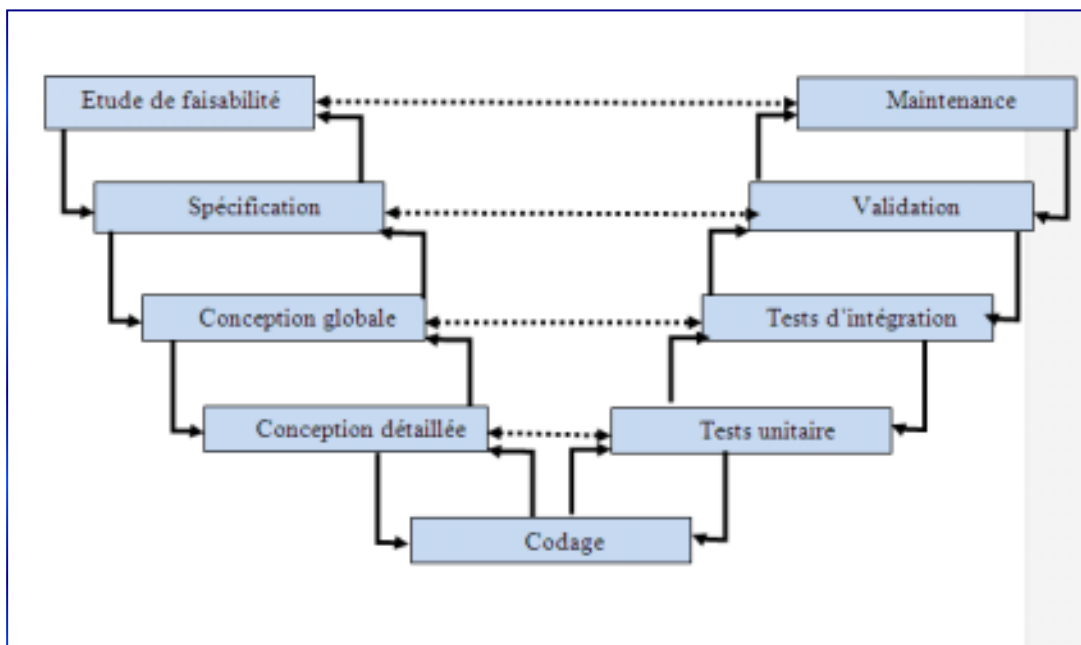 Etude de faisabilité
Maintenance
Spécification
Validation
Conception globale
Tests d'intégration
Conception détaillée
Tests unitaire
Codage